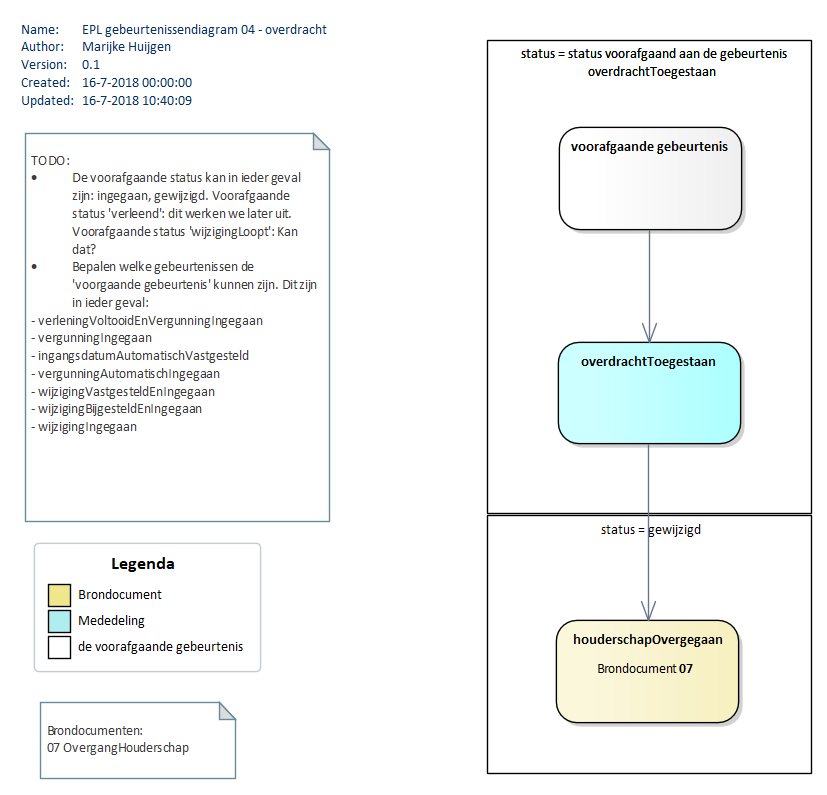 Name: EPL gebeurtenissendiagram 04 - overdracht
Author: Marijke Huijgen
Version: 0.1
Created: 16-7-2018 00:00:00
Updated: 16-7-2018 10:40:09
TODO:
• De voorafgaande status kan in ieder geval
zijn: ingegaan, gewijzigd. Voorafgaande
status 'verleend': dit werken we later uit.
Voorafgaande status 'wijzigingLoopt': Kan
dat?
• Bepalen welke gebeurtenissen de
'voorgaande gebeurtenis' kunnen zijn. Dit zijn
in ieder geval:
- verleningVoltooidEnVergunningIngegaan
- vergunningIngegaan
- ingangsdatumAutomatischVastgesteld
- vergunningAutomatischIngegaan
- wijzigingVastgesteldEnIngegaan
- wijzigingBijgesteldEnIngegaan
- wijzigingIngegaan
Legenda
Brondocument
Mededeling
de voorafgaande gebeurtenis
Brondocumenten:
07 OvergangHouderschap
status = status voorafgaand aan de gebeurtenis
overdrachtToegestaan
voorafgaande gebeurtenis
overdrachtToegestaan
status = gewijzigd
houderschapOvergegaan
Brondocument 07